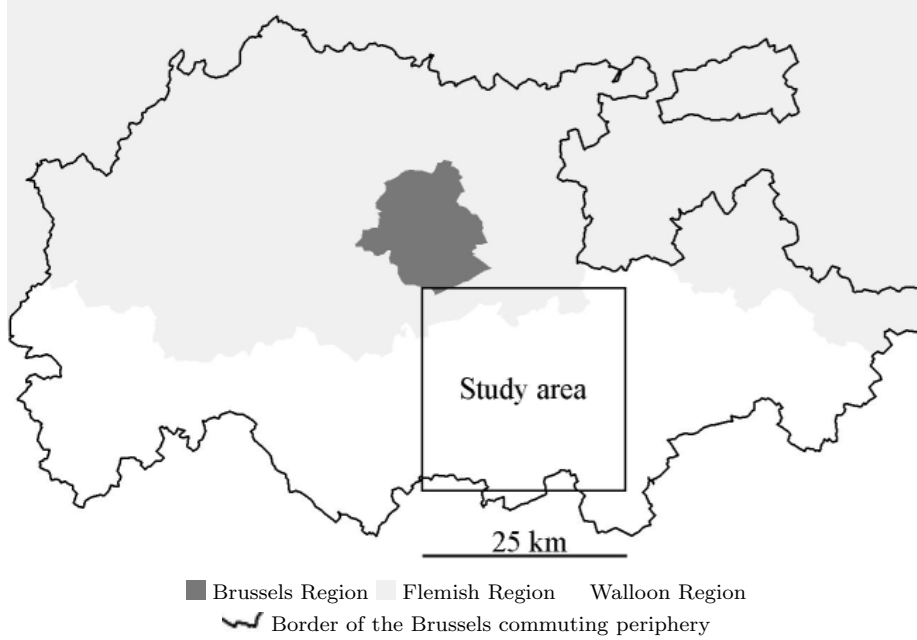 Study area
25 km
Brussels Region Flemish Region Walloon Region
Border of the Brussels commuting periphery